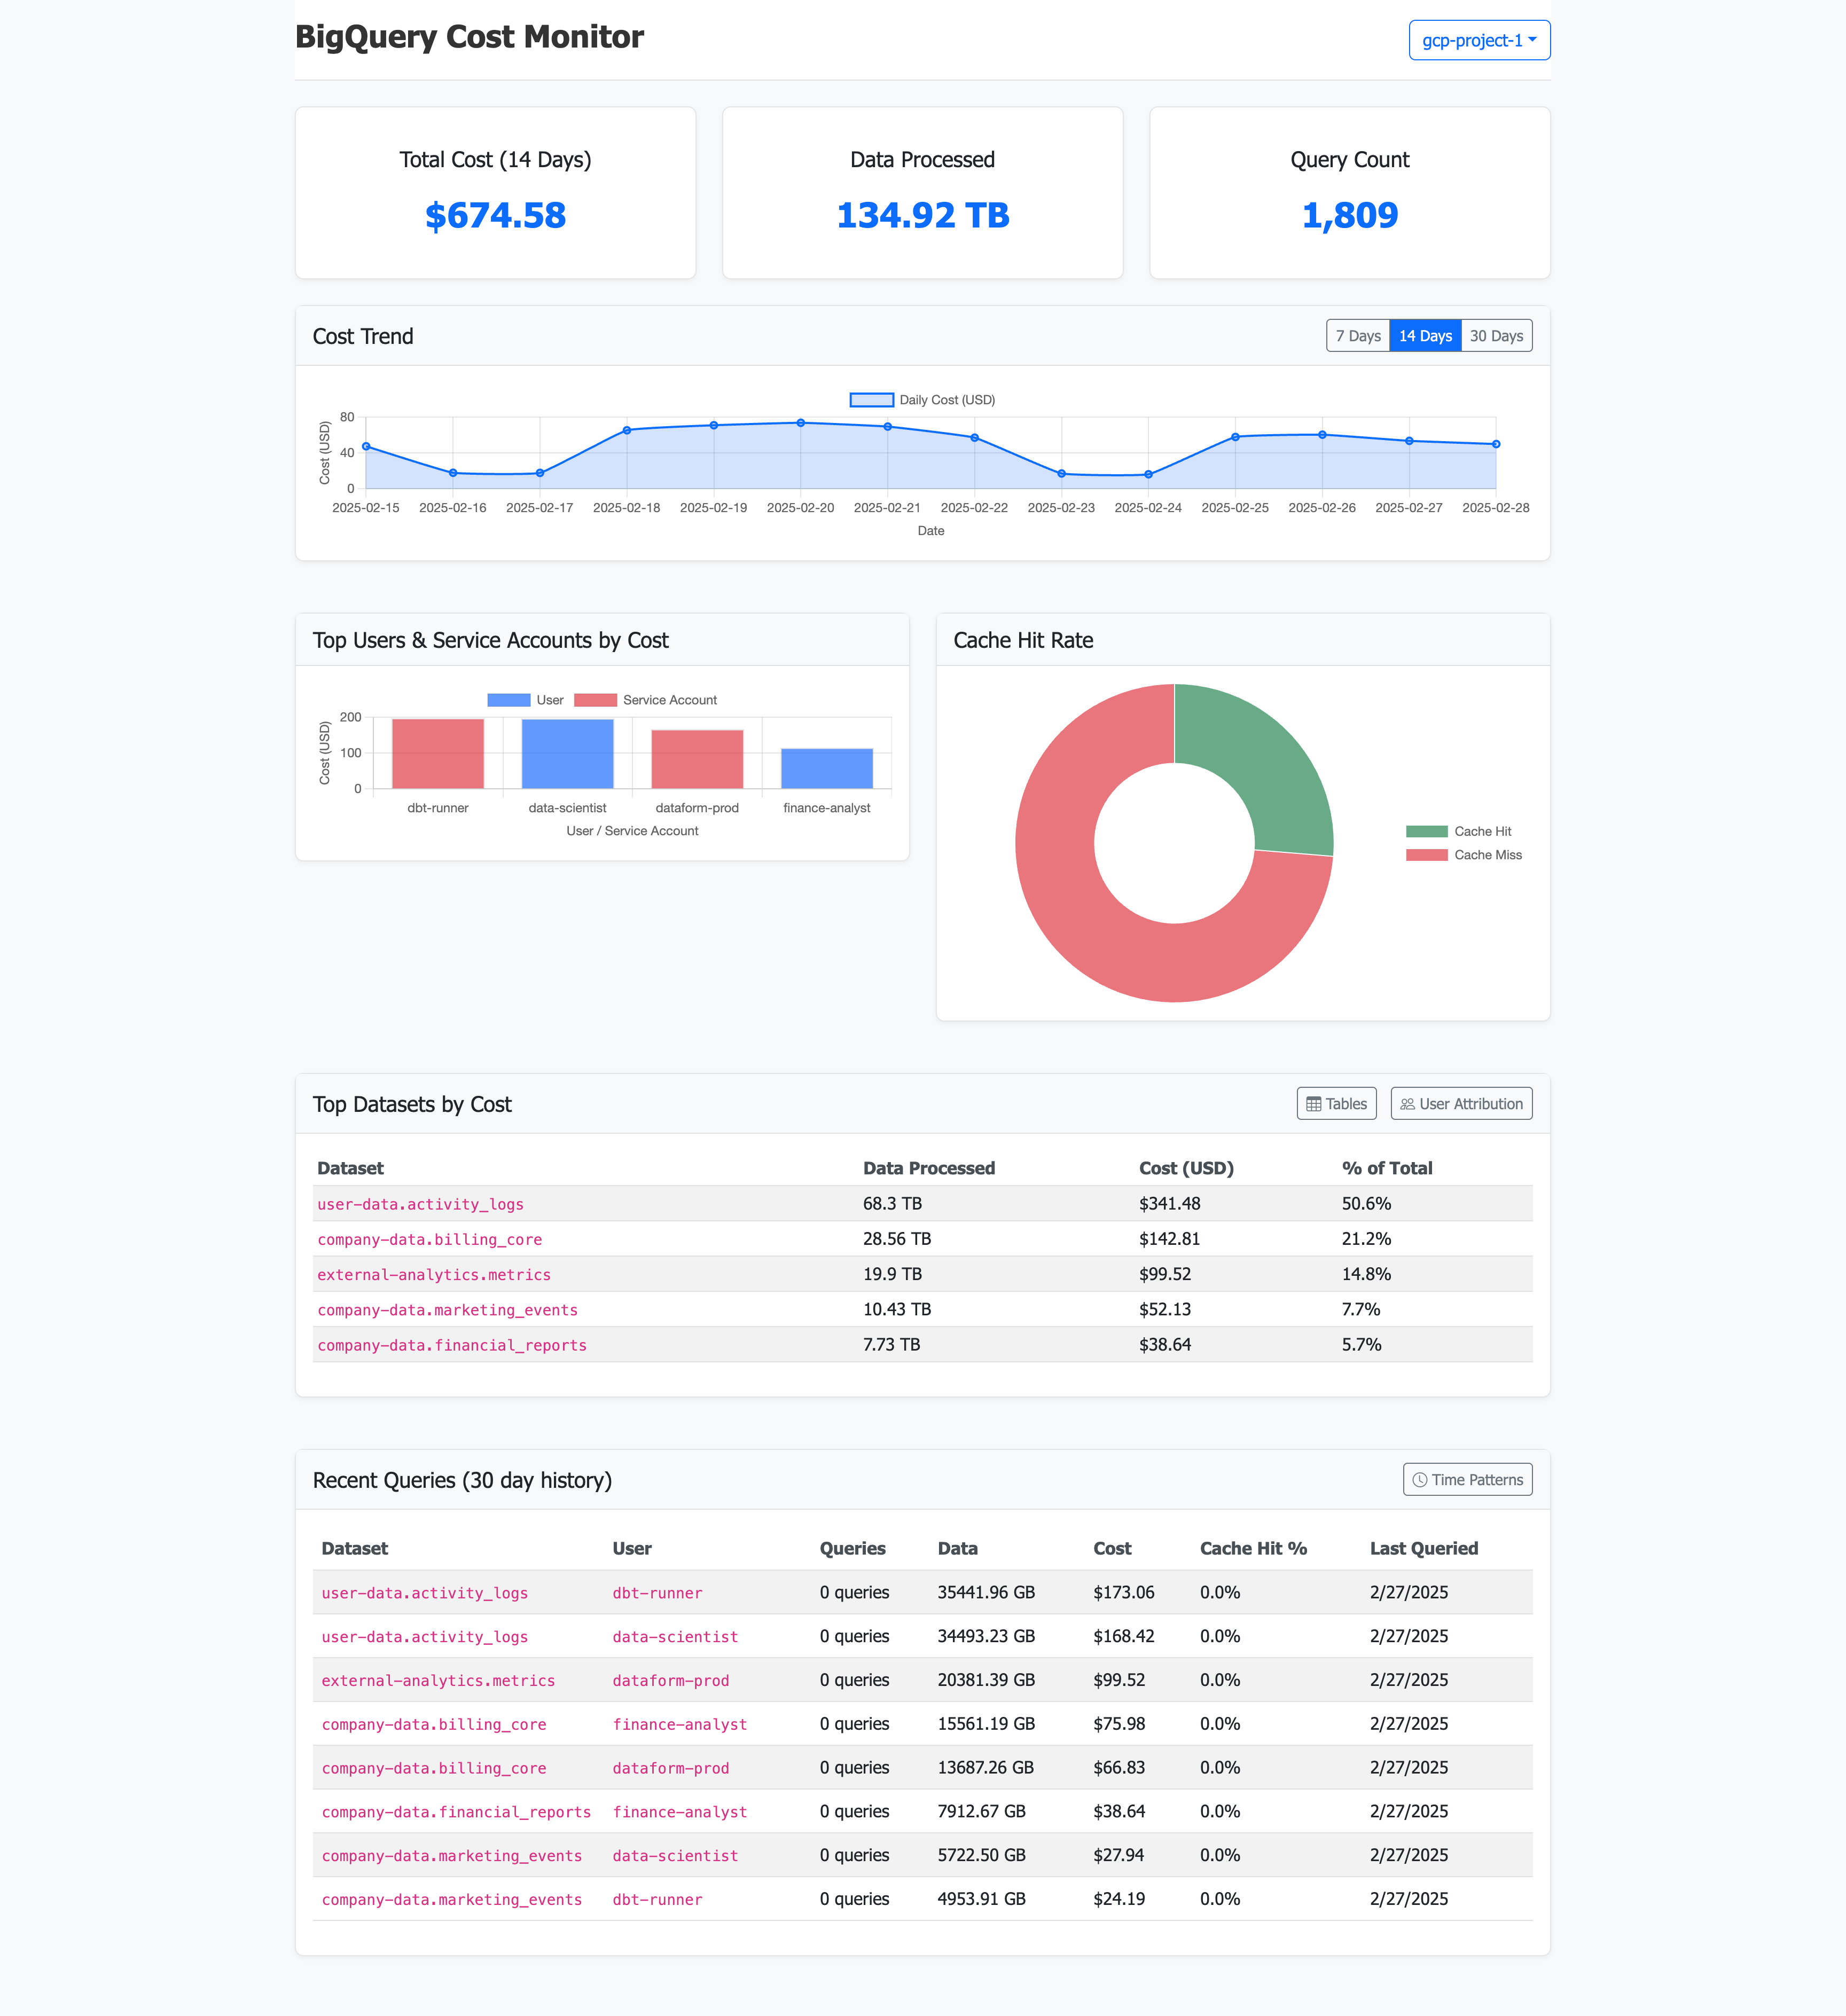 BigQuery Cost Monitor
gcp-project-1
Total Cost (14 Days)
$674.58
Data Processed
134.92 TB
Query Count
1,809
Cost Trend
7 Days 14 Days 30 Days
Daily Cost (USD)
Cost (USD)
80
40
0
2025-02-15 2025-02-16 2025-02-17 2025-02-18 2025-02-19 2025-02-20 2025-02-21 2025-02-22 2025-02-23 2025-02-24 2025-02-25 2025-02-26 2025-02-27 2025-02-28
Date
Top Users & Service Accounts by Cost
User Service Account
Cost (USD)
200
100
0
dbt-runner data-scientist dataform-prod finance-analyst
User / Service Account
Cache Hit Rate
Cache Hit
Cache Miss
Top Datasets by Cost
Tables User Attribution
Dataset Data Processed Cost (USD) % of Total
user-data.activity_logs 68.3 TB $341.48 50.6%
company-data.billing_core 28.56 TB $142.81 21.2%
external-analytics.metrics 19.9 TB $99.52 14.8%
company-data.marketing_events 10.43 TB $52.13 7.7%
company-data.financial_reports 7.73 TB $38.64 5.7%
Recent Queries (30 day history)
Time Patterns
Dataset User Queries Data Cost Cache Hit % Last Queried
user-data.activity_logs dbt-runner 0 queries 35441.96 GB $173.06 0.0% 2/27/2025
user-data.activity_logs data-scientist 0 queries 34493.23 GB $168.42 0.0% 2/27/2025
external-analytics.metrics dataform-prod 0 queries 20381.39 GB $99.52 0.0% 2/27/2025
company-data.billing_core finance-analyst 0 queries 15561.19 GB $75.98 0.0% 2/27/2025
company-data.billing_core dataform-prod 0 queries 13687.26 GB $66.83 0.0% 2/27/2025
company-data.financial_reports finance-analyst 0 queries 7912.67 GB $38.64 0.0% 2/27/2025
company-data.marketing_events data-scientist 0 queries 5722.50 GB $27.94 0.0% 2/27/2025
company-data.marketing_events dbt-runner 0 queries 4953.91 GB $24.19 0.0% 2/27/2025